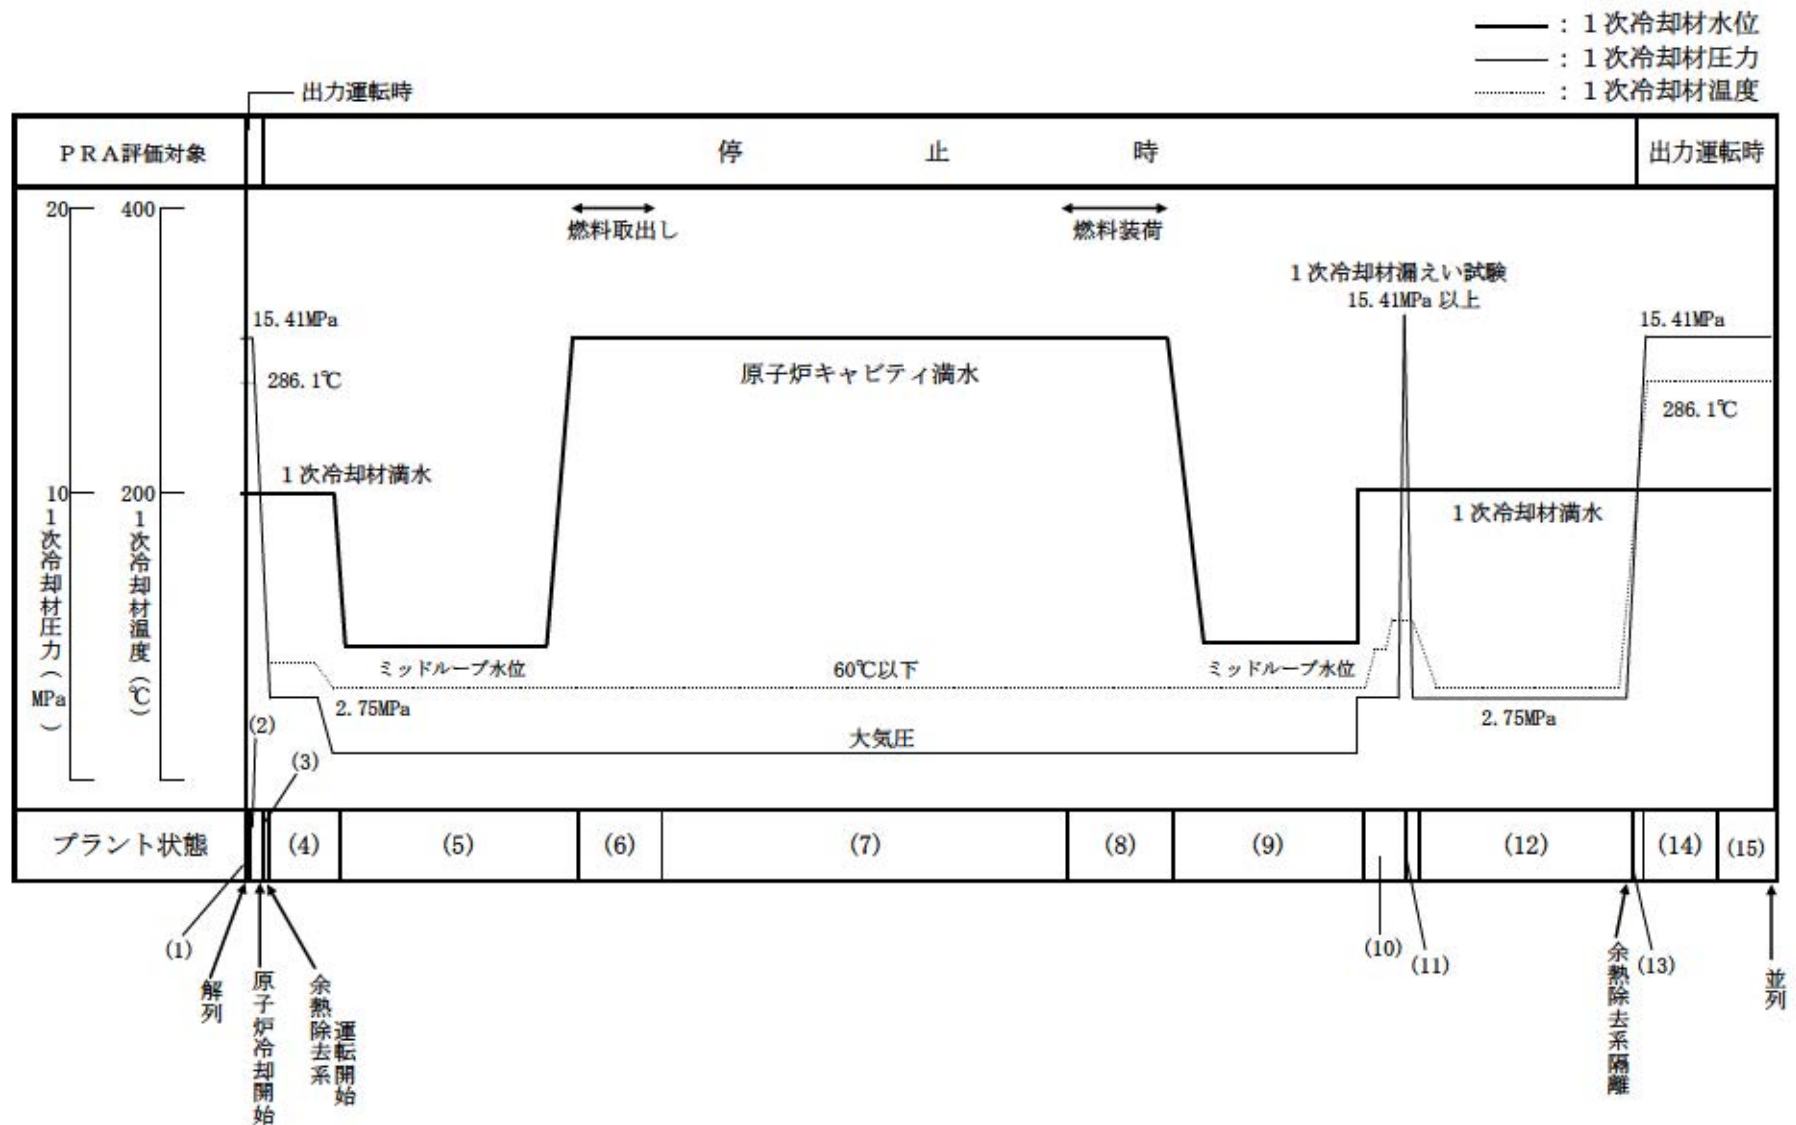 ：１次冷却材水位
：１次冷却材圧力
：１次冷却材温度
出力運転時
ＰＲＡ評価対象
停止時
出力運転時
20
400
燃料取出し
燃料装荷
１次冷却材漏えい試験
15.41MPa 以上
15.41MPa
15.41MPa
286.1℃
原子炉キャビティ満水
286.1℃
１次冷却材満水
10
200
１次冷却材満水
１次冷却材圧力（MPa）
１次冷却材温度（℃）
ミッドループ水位
60℃以下
ミッドループ水位
2.75MPa
2.75MPa
大気圧
(2)
(3)
プラント状態
(4)
(5)
(6)
(7)
(8)
(9)
(12)
(14)
(15)
(1)
(10)
(11)
(13)
解列
原子炉冷却開始
余熱除去系
運転開始
余熱除去系隔離
並列